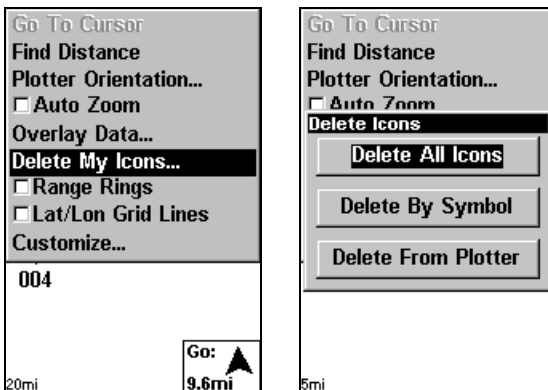 Go To Cursor
Find Distance
Plotter Orientation...
Auto Zoom
Overlay Data...
Delete My Icons...
Range Rings
Lat/Lon Grid Lines
Customize...
004
Go:
20mi
9.6mi
Go To Cursor
Find Distance
Plotter Orientation...
Auto Zoom
Delete Icons
Delete All Icons
Delete By Symbol
Delete From Plotter
5mi